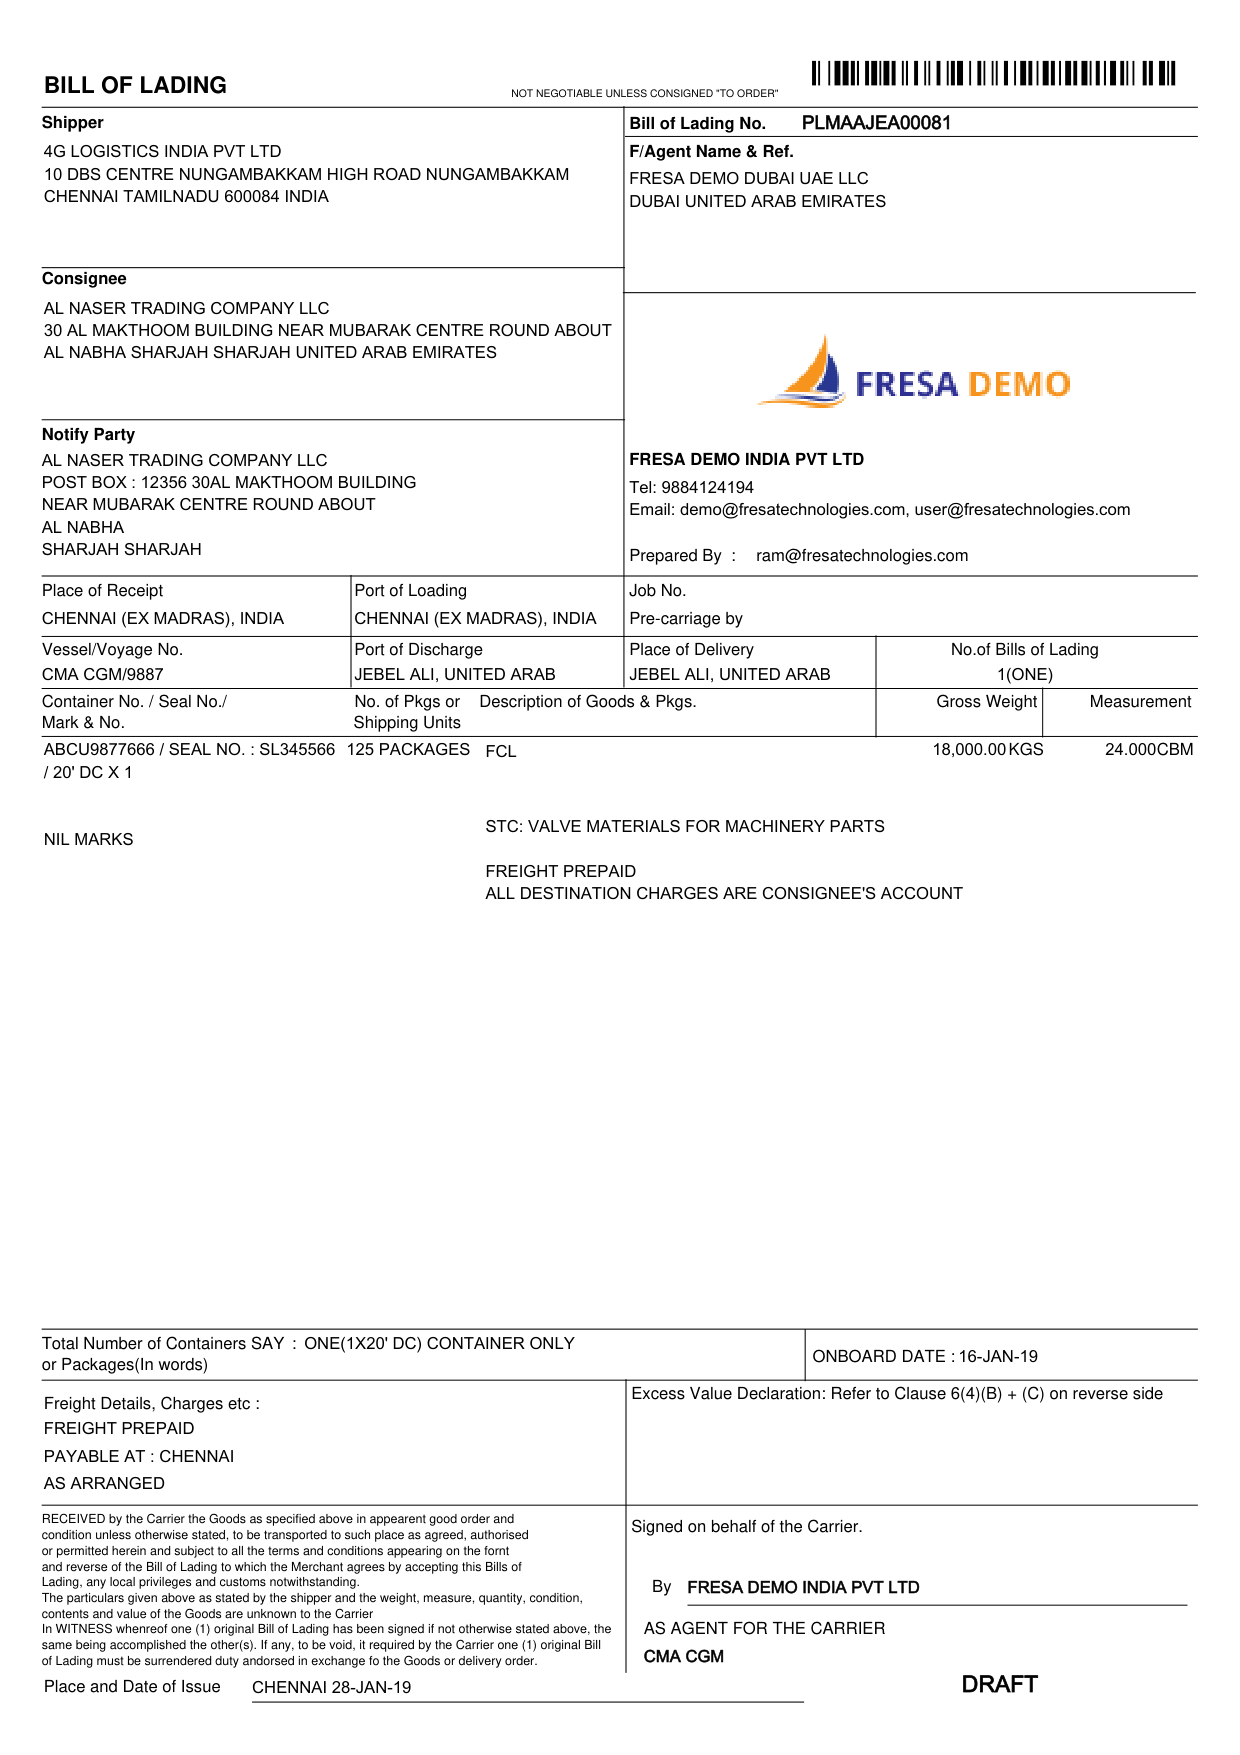 BILL OF LADING
NOT NEGOTIABLE UNLESS CONSIGNED "TO ORDER"
Shipper
4G LOGISTICS INDIA PVT LTD
10 DBS CENTRE NUNGAMBAKKAM HIGH ROAD NUNGAMBAKKAM
CHENNAI TAMILNADU 600084 INDIA
Bill of Lading No. PLMAAJEA00081
F/Agent Name & Ref.
FRESA DEMO DUBAI UAE LLC
DUBAI UNITED ARAB EMIRATES
Consignee
AL NASER TRADING COMPANY LLC
30 AL MAKTHOOM BUILDING NEAR MUBARAK CENTRE ROUND ABOUT
AL NABHA SHARJAH SHARJAH UNITED ARAB EMIRATES
FRESA DEMO
Notify Party
AL NASER TRADING COMPANY LLC
POST BOX : 12356 30AL MAKTHOOM BUILDING
NEAR MUBARAK CENTRE ROUND ABOUT
AL NABHA
SHARJAH SHARJAH
FRESA DEMO INDIA PVT LTD
Tel: 9884124194
Email: demo@fresatechnologies.com, user@fresatechnologies.com
Prepared By : ram@fresatechnologies.com
Place of Receipt
CHENNAI (EX MADRAS), INDIA
Port of Loading
CHENNAI (EX MADRAS), INDIA
Job No.
Pre-carriage by
Vessel/Voyage No.
CMA CGM/9887
Port of Discharge
JEBEL ALI, UNITED ARAB
Place of Delivery
JEBEL ALI, UNITED ARAB
No.of Bills of Lading
1(ONE)
Container No. / Seal No./
Mark & No.
No. of Pkgs or
Shipping Units
Description of Goods & Pkgs.
Gross Weight
Measurement
ABCU9877666 / SEAL NO. : SL345566
/ 20' DC X 1
125 PACKAGES
FCL
18,000.00 KGS
24.000CBM
NIL MARKS
STC: VALVE MATERIALS FOR MACHINERY PARTS
FREIGHT PREPAID
ALL DESTINATION CHARGES ARE CONSIGNEE'S ACCOUNT
Total Number of Containers SAY : ONE(1X20' DC) CONTAINER ONLY
or Packages(In words)
ONBOARD DATE : 16-JAN-19
Freight Details, Charges etc :
FREIGHT PREPAID
PAYABLE AT : CHENNAI
AS ARRANGED
Excess Value Declaration: Refer to Clause 6(4)(B) + (C) on reverse side
RECEIVED by the Carrier the Goods as specified above in appearent good order and
condition unless otherwise stated, to be transported to such place as agreed, authorised
or permitted herein and subject to all the terms and conditions appearing on the fornt
and reverse of the Bill of Lading to which the Merchant agrees by accepting this Bills of
Lading, any local privileges and customs notwithstanding.
The particulars given above as stated by the shipper and the weight, measure, quantity, condition,
contents and value of the Goods are unknown to the Carrier
In WITNESS whenreof one (1) original Bill of Lading has been signed if not otherwise stated above, the
same being accomplished the other(s). If any, to be void, it required by the Carrier one (1) original Bill
of Lading must be surrendered duty andorsed in exchange fo the Goods or delivery order.
Signed on behalf of the Carrier.
By FRESA DEMO INDIA PVT LTD
AS AGENT FOR THE CARRIER
CMA CGM
Place and Date of Issue CHENNAI 28-JAN-19
DRAFT